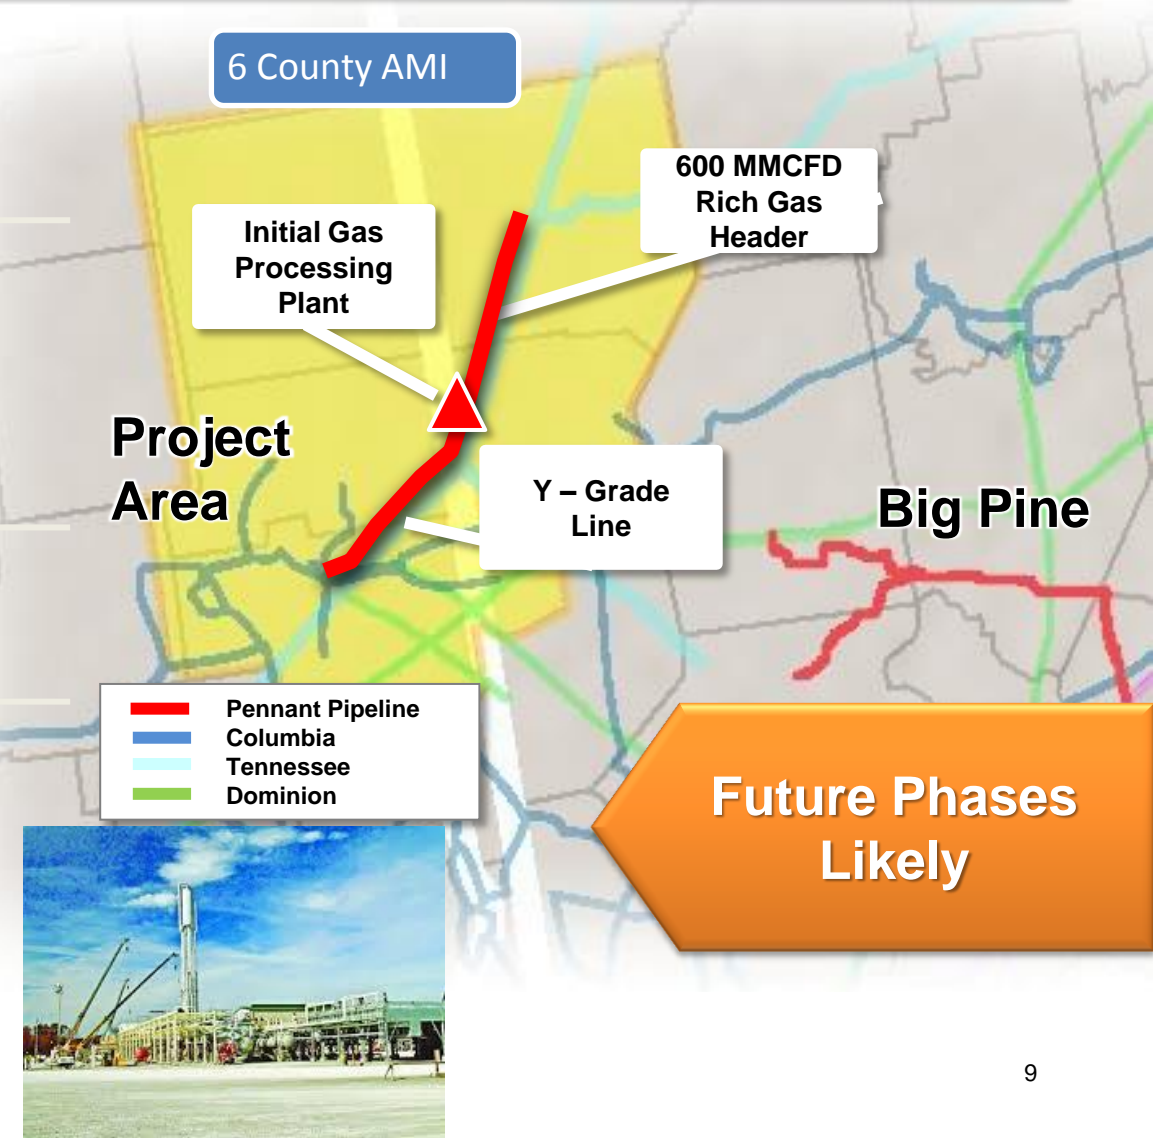 6 County AMI
600 MMCFD
Rich Gas
Header
Initial Gas
Processing
Plant
Project
Area
Y – Grade
Line
Big Pine
Pennant Pipeline
Columbia
Tennessee
Dominion
Future Phases
Likely
9